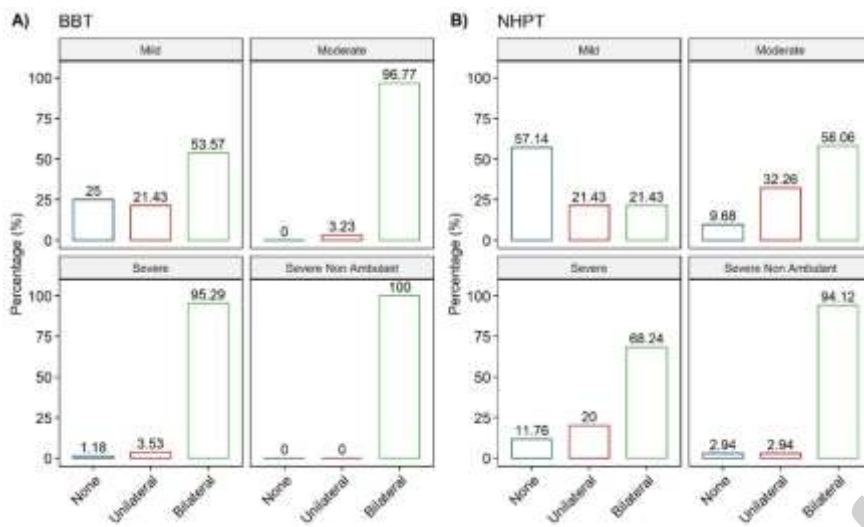 A) BBT
Mild
Moderate
Percentage (%)
100
75
50
25
0
25
21.43
53.57
0
3.23
96.77
Severe
Severe Non Ambulant
100
75
50
25
0
1.18
3.53
95.29
0
0
100
None
Unilateral
Bilateral
None
Unilateral
Bilateral
B) NHPT
Mild
Moderate
Percentage (%)
100
75
50
25
0
57.14
21.43
21.43
9.68
32.26
58.06
Severe
Severe Non Ambulant
100
75
50
25
0
11.76
20
68.24
2.94
2.94
94.12
None
Unilateral
Bilateral
None
Unilateral
Bilateral